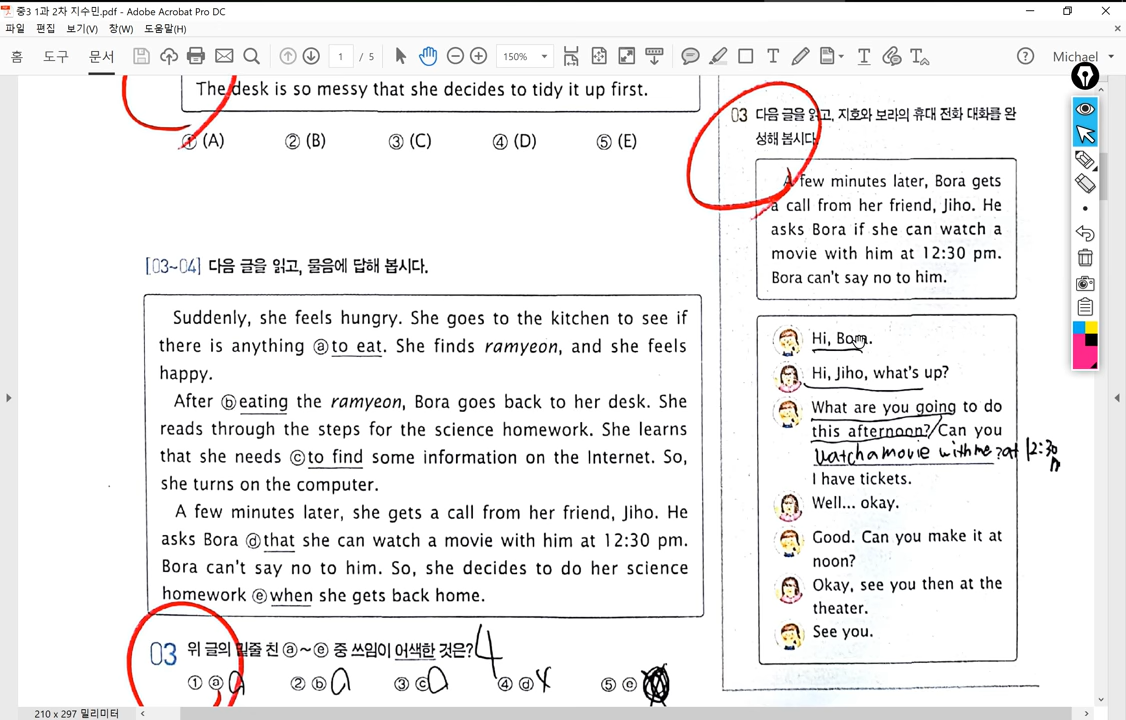 중3 1과 2차 지수민.pdf - Adobe Acrobat Pro DC
파일 편집 보기(V) 창(W) 도움말(H)
홈 도구 문서 1 / 5 150% Michael
The desk is so messy that she decides to tidy it up first.
① (A) ② (B) ③ (C) ④ (D) ⑤ (E)
[03~04] 다음 글을 읽고, 물음에 답해 봅시다.
Suddenly, she feels hungry. She goes to the kitchen to see if
there is anything ⓐto eat. She finds ramyeon, and she feels
happy.
After ⓑeating the ramyeon, Bora goes back to her desk. She
reads through the steps for the science homework. She learns
that she needs ⓒto find some information on the Internet. So,
she turns on the computer.
A few minutes later, she gets a call from her friend, Jiho. He
asks Bora ⓓthat she can watch a movie with him at 12:30 pm.
Bora can't say no to him. So, she decides to do her science
homework ⓔwhen she gets back home.
03 위 글의 밑줄 친 ⓐ~ⓔ 중 쓰임이 어색한 것은? 4
① ⓐ ② ⓑ ③ ⓒ ④ ⓓ x ⑤ ⓔ
03 다음 글을 읽고, 지호와 보라의 휴대 전화 대화를 완
성해 봅시다.
A few minutes later, Bora gets
a call from her friend, Jiho. He
asks Bora if she can watch a
movie with him at 12:30 pm.
Bora can't say no to him.
Hi, Bora.
Hi, Jiho, what's up?
What are you going to do
this afternoon? Can you
watch a movie with me? at 12:30
I have tickets.
Well... okay.
Good. Can you make it at
noon?
Okay, see you then at the
theater.
See you.
210 x 297 밀리미터